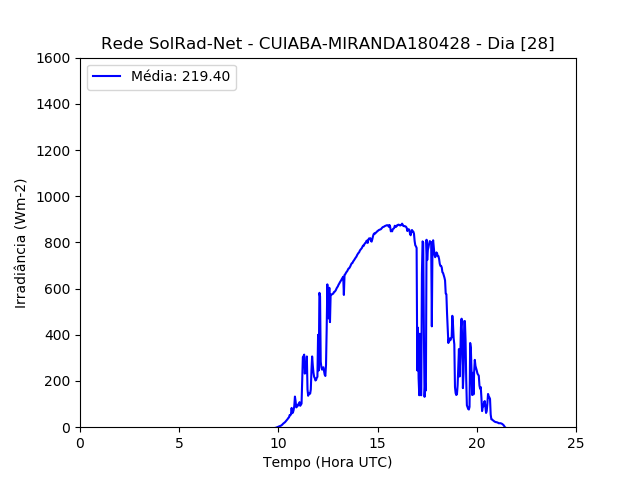 Rede SolRad-Net - CUIABA-MIRANDA180428 - Dia [28]
Média: 219.40
1600
1400
1200
1000
800
600
400
200
0
Irradiância (Wm-2)
0 5 10 15 20 25
Tempo (Hora UTC)